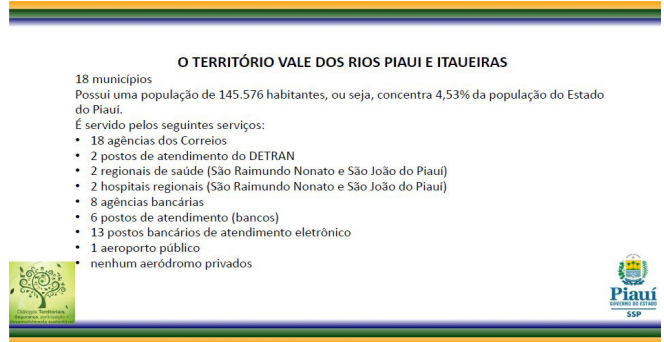 O TERRITÓRIO VALE DOS RIOS PIAUI E ITAUEIRAS
18 municípios
Possui uma população de 145.576 habitantes, ou seja, concentra 4,53% da população do Estado
do Piauí.
É servido pelos seguintes serviços:
• 18 agências dos Correios
• 2 postos de atendimento do DETRAN
• 2 regionais de saúde (São Raimundo Nonato e São João do Piauí)
• 2 hospitais regionais (São Raimundo Nonato e São João do Piauí)
• 8 agências bancárias
• 6 postos de atendimento (bancos)
• 13 postos bancários de atendimento eletrônico
• 1 aeroporto público
• nenhum aeródromo privados
Diálogos Territoriais
Segurança, participação e
desenvolvimento sustentável
Piauí
GOVERNO DO ESTADO
SSP